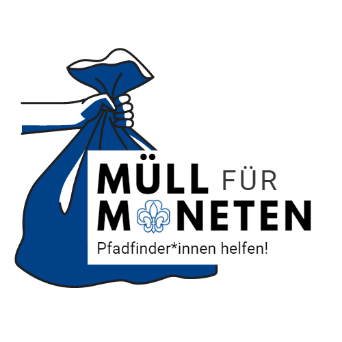 MÜLL FÜR
MONETEN
Pfadfinder*innen helfen!